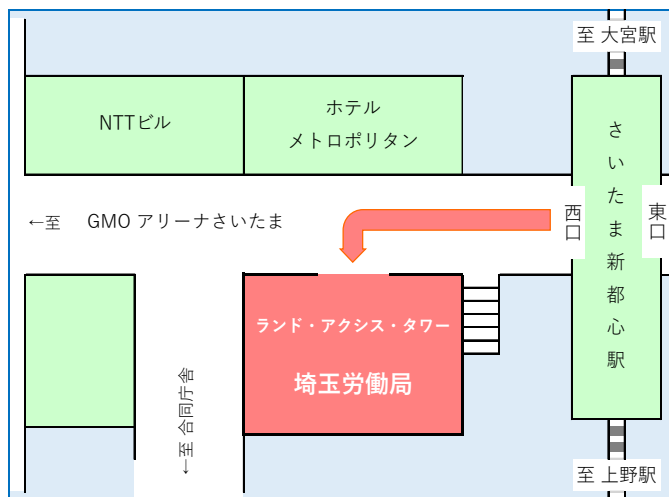 至 大宮駅
NTTビル
ホテル
メトロポリタン
さいたま新都心駅
西口
東口
←至 GMO アリーナさいたま
ランド・アクシス・タワー
埼玉労働局
←至 合同庁舎
至 上野駅